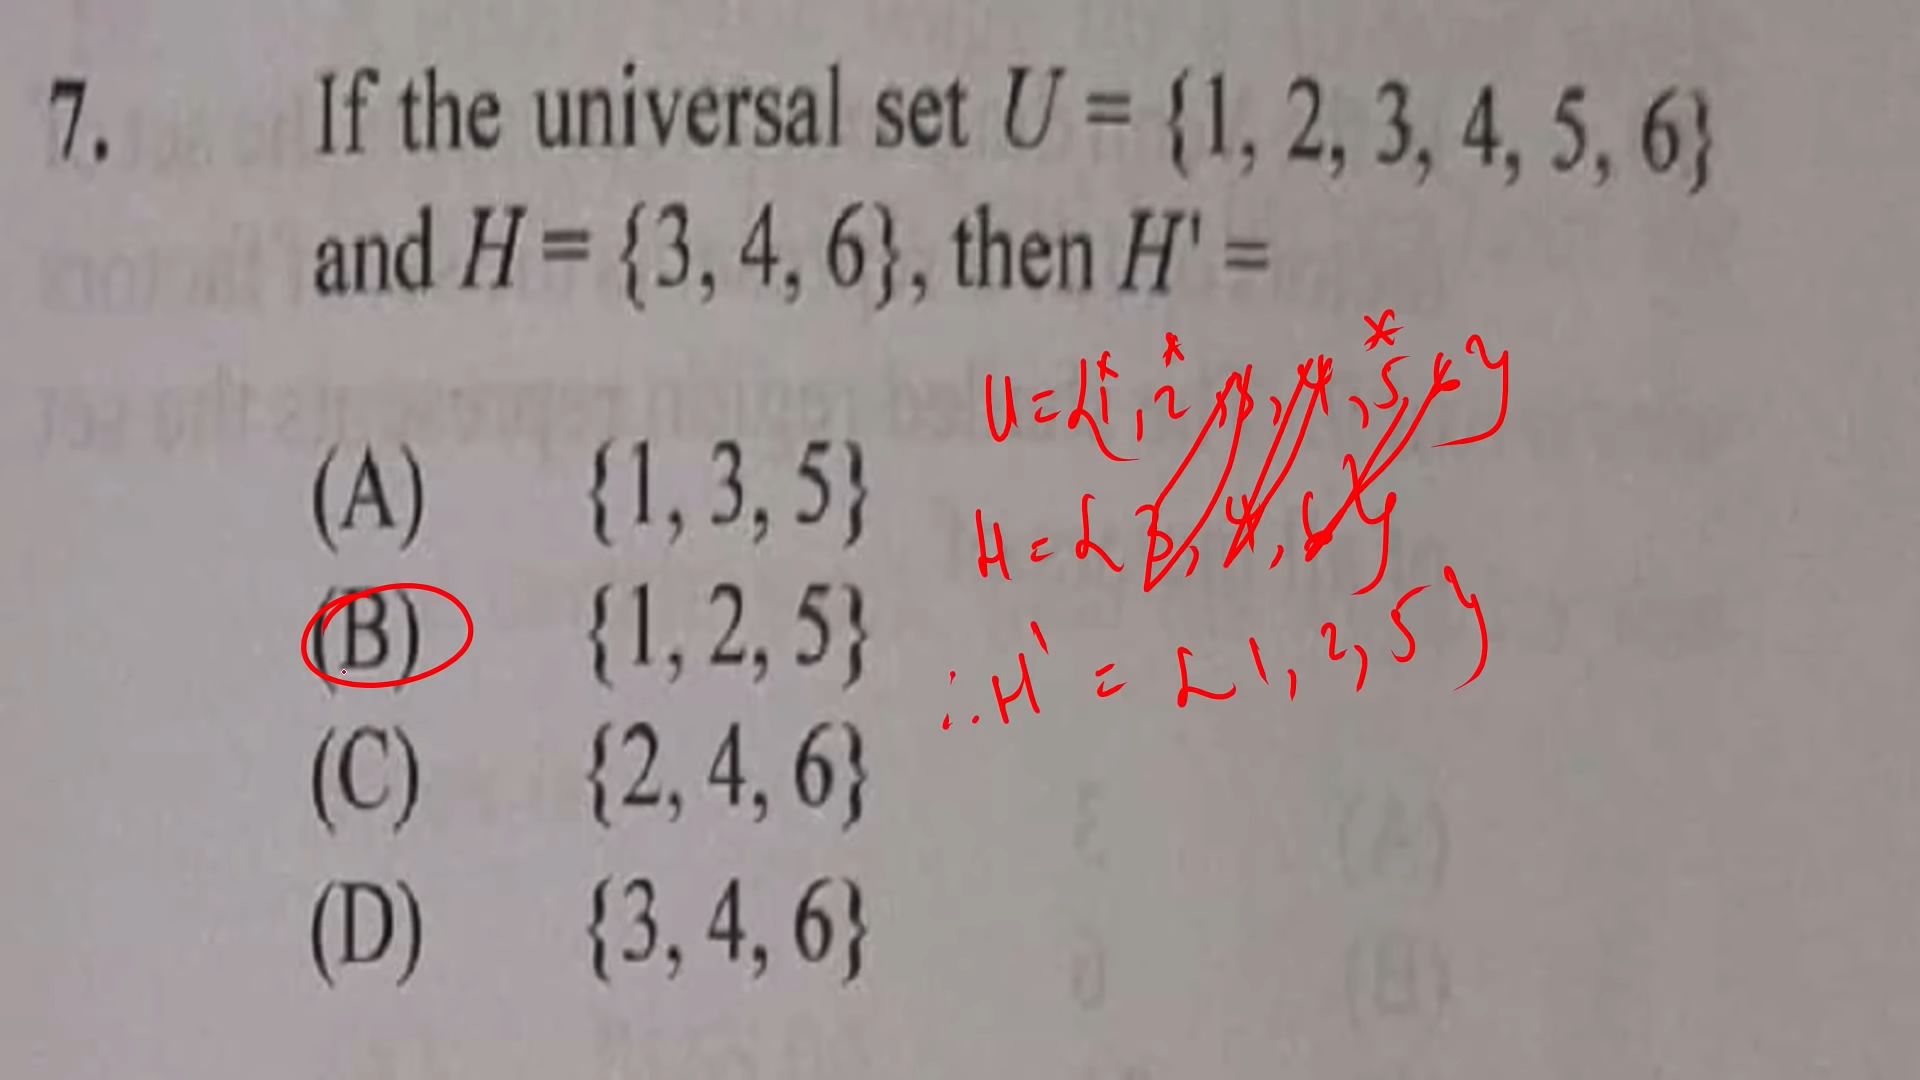 7. If the universal set U = {1, 2, 3, 4, 5, 6}
and H = {3, 4, 6}, then H' =
U = {1, 2, 3, 4, 5, 6}
(A) {1, 3, 5}
H = {3, 4, 6}
(B) {1, 2, 5}
∴ H' = {1, 2, 5}
(C) {2, 4, 6}
(D) {3, 4, 6}